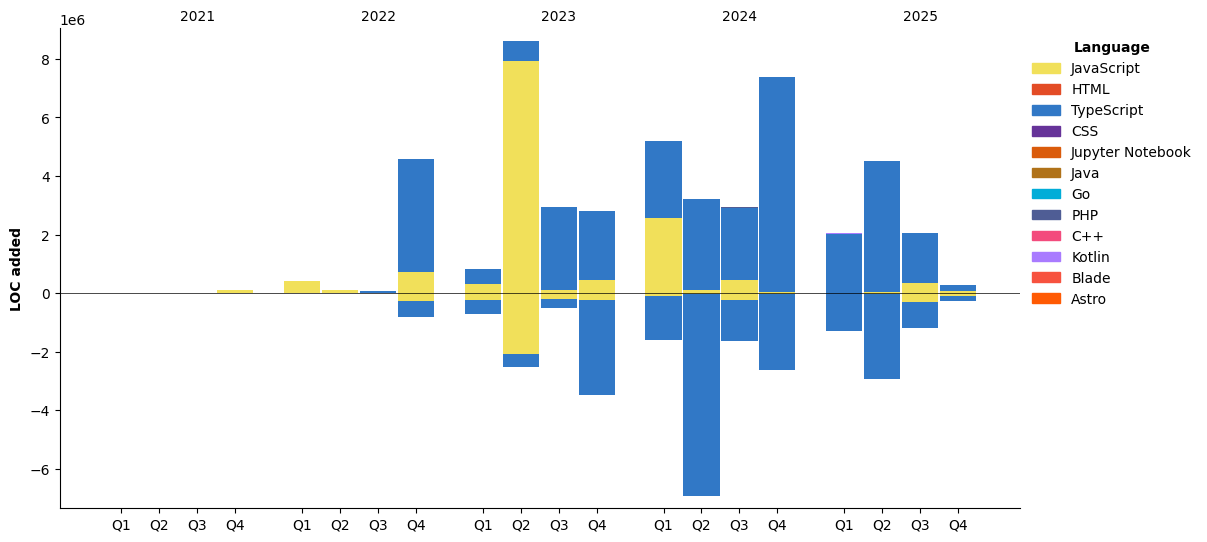 2021 2022 2023 2024 2025
1e6
8
6
4
2
0
−2
−4
−6
LOC added
Q1 Q2 Q3 Q4 Q1 Q2 Q3 Q4 Q1 Q2 Q3 Q4 Q1 Q2 Q3 Q4 Q1 Q2 Q3 Q4
Language
JavaScript
HTML
TypeScript
CSS
Jupyter Notebook
Java
Go
PHP
C++
Kotlin
Blade
Astro